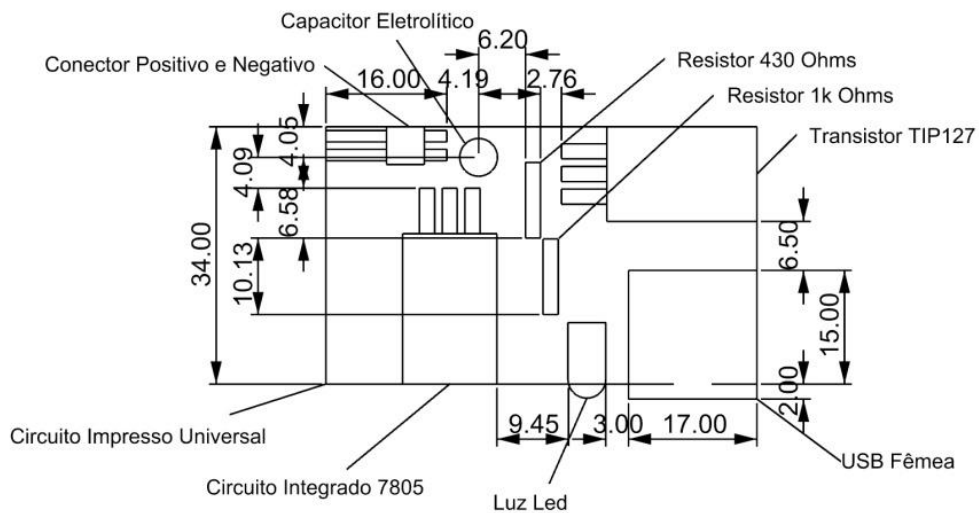 Capacitor Eletrolítico
6.20
Conector Positivo e Negativo
Resistor 430 Ohms
16.00
4.19
2.76
Resistor 1k Ohms
Transistor TIP127
4.05
4.09
6.58
34.00
10.13
6.50
15.00
2.00
9.45
3.00
17.00
Circuito Impresso Universal
USB Fêmea
Circuito Integrado 7805
Luz Led